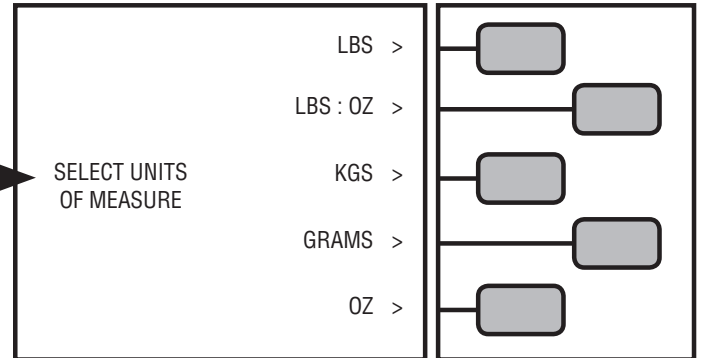 LBS >
LBS : OZ >
SELECT UNITS
OF MEASURE
KGS >
GRAMS >
OZ >